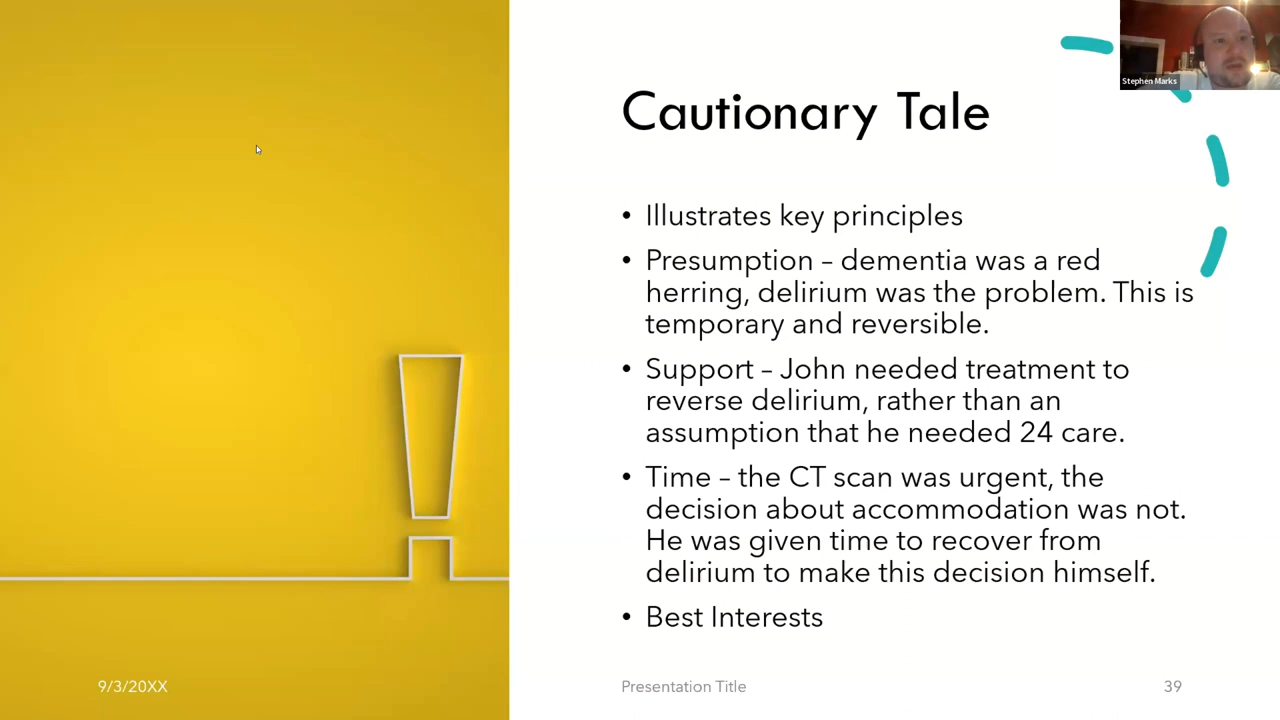 Stephen Marks
Cautionary Tale
• Illustrates key principles
• Presumption – dementia was a red
herring, delirium was the problem. This is
temporary and reversible.
• Support – John needed treatment to
reverse delirium, rather than an
assumption that he needed 24 care.
• Time – the CT scan was urgent, the
decision about accommodation was not.
He was given time to recover from
delirium to make this decision himself.
• Best Interests
9/3/20XX
Presentation Title
39